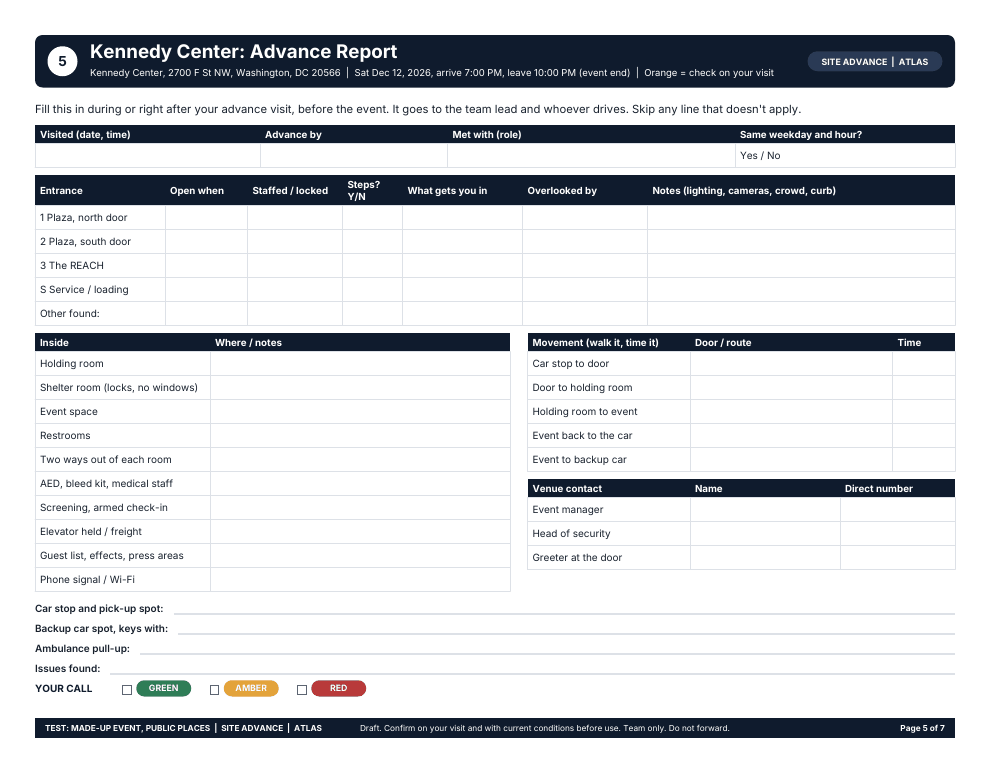 5
Kennedy Center: Advance Report
Kennedy Center, 2700 F St NW, Washington, DC 20566 | Sat Dec 12, 2026, arrive 7:00 PM, leave 10:00 PM (event end) | Orange = check on your visit
SITE ADVANCE | ATLAS
Fill this in during or right after your advance visit, before the event. It goes to the team lead and whoever drives. Skip any line that doesn't apply.
Visited (date, time) Advance by Met with (role) Same weekday and hour?
Yes / No
Entrance Open when Staffed / locked Steps? Y/N What gets you in Overlooked by Notes (lighting, cameras, crowd, curb)
1 Plaza, north door
2 Plaza, south door
3 The REACH
S Service / loading
Other found:
Inside Where / notes
Holding room
Shelter room (locks, no windows)
Event space
Restrooms
Two ways out of each room
AED, bleed kit, medical staff
Screening, armed check-in
Elevator held / freight
Guest list, effects, press areas
Phone signal / Wi-Fi
Movement (walk it, time it) Door / route Time
Car stop to door
Door to holding room
Holding room to event
Event back to the car
Event to backup car
Venue contact Name Direct number
Event manager
Head of security
Greeter at the door
Car stop and pick-up spot:
Backup car spot, keys with:
Ambulance pull-up:
Issues found:
YOUR CALL GREEN AMBER RED
TEST: MADE-UP EVENT, PUBLIC PLACES | SITE ADVANCE | ATLAS Draft. Confirm on your visit and with current conditions before use. Team only. Do not forward. Page 5 of 7